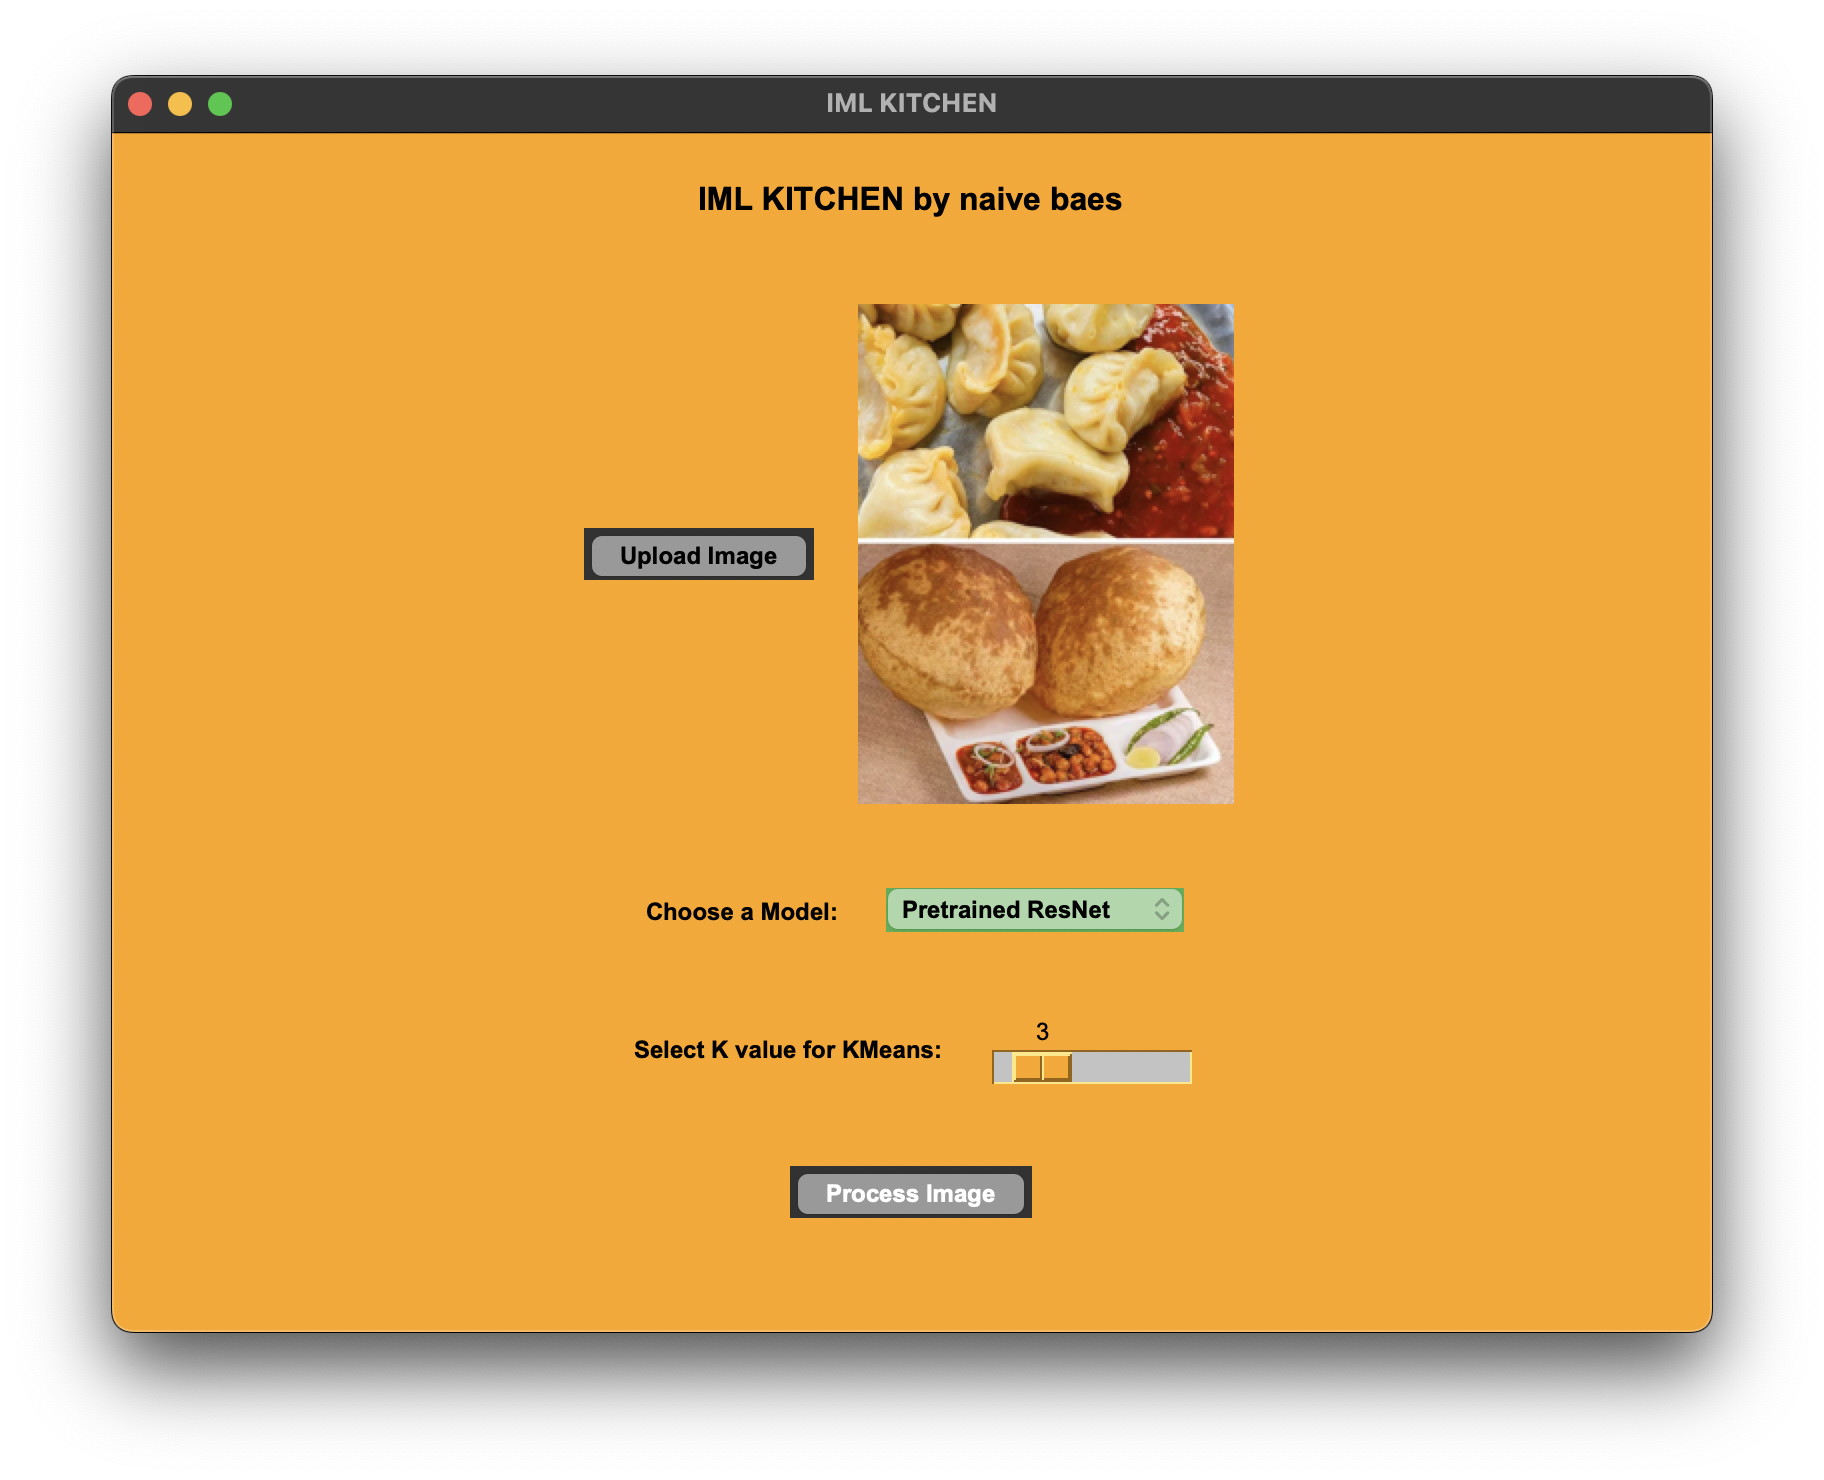 IML KITCHEN
IML KITCHEN by naive baes
Upload Image
Choose a Model:
Pretrained ResNet
3
Select K value for KMeans:
Process Image